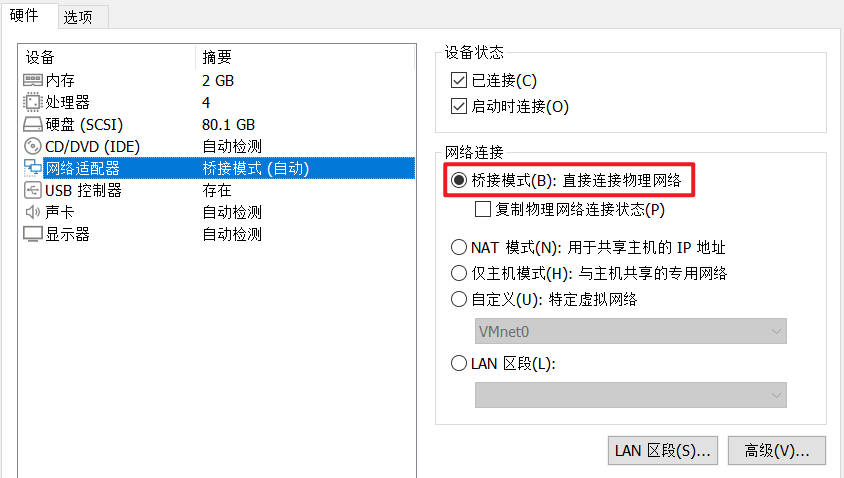 硬件 选项
设备 摘要
内存 2 GB
处理器 4
硬盘 (SCSI) 80.1 GB
CD/DVD (IDE) 自动检测
网络适配器 桥接模式 (自动)
USB 控制器 存在
声卡 自动检测
显示器 自动检测
设备状态
已连接(C)
启动时连接(O)
网络连接
桥接模式(B): 直接连接物理网络
复制物理网络连接状态(P)
NAT 模式(N): 用于共享主机的 IP 地址
仅主机模式(H): 与主机共享的专用网络
自定义(U): 特定虚拟网络
VMnet0
LAN 区段(L):
LAN 区段(S)... 高级(V)...